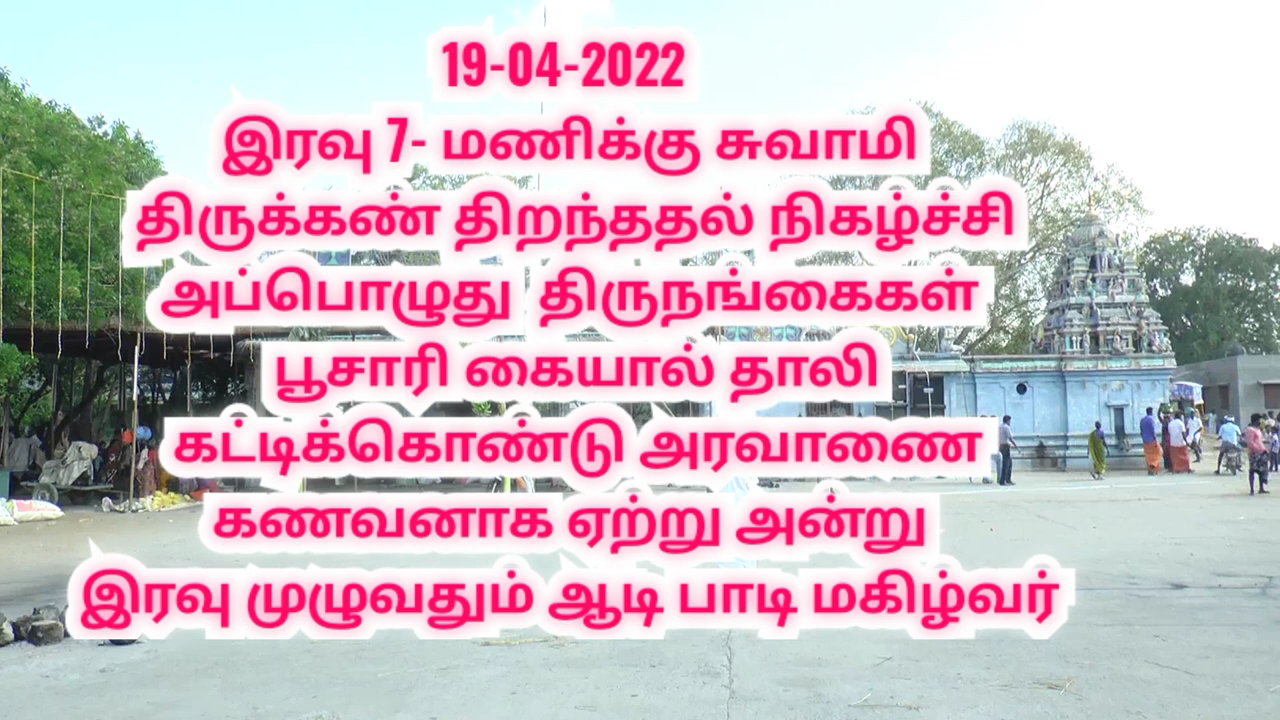 19-04-2022
இரவு 7- மணிக்கு சுவாமி
திருக்கண் திறந்ததல் நிகழ்ச்சி
அப்பொழுது திருநங்கைகள்
பூசாரி கையால் தாலி
கட்டிக்கொண்டு அரவாணை
கணவனாக ஏற்று அன்று
இரவு முழுவதும் ஆடி பாடி மகிழ்வர்